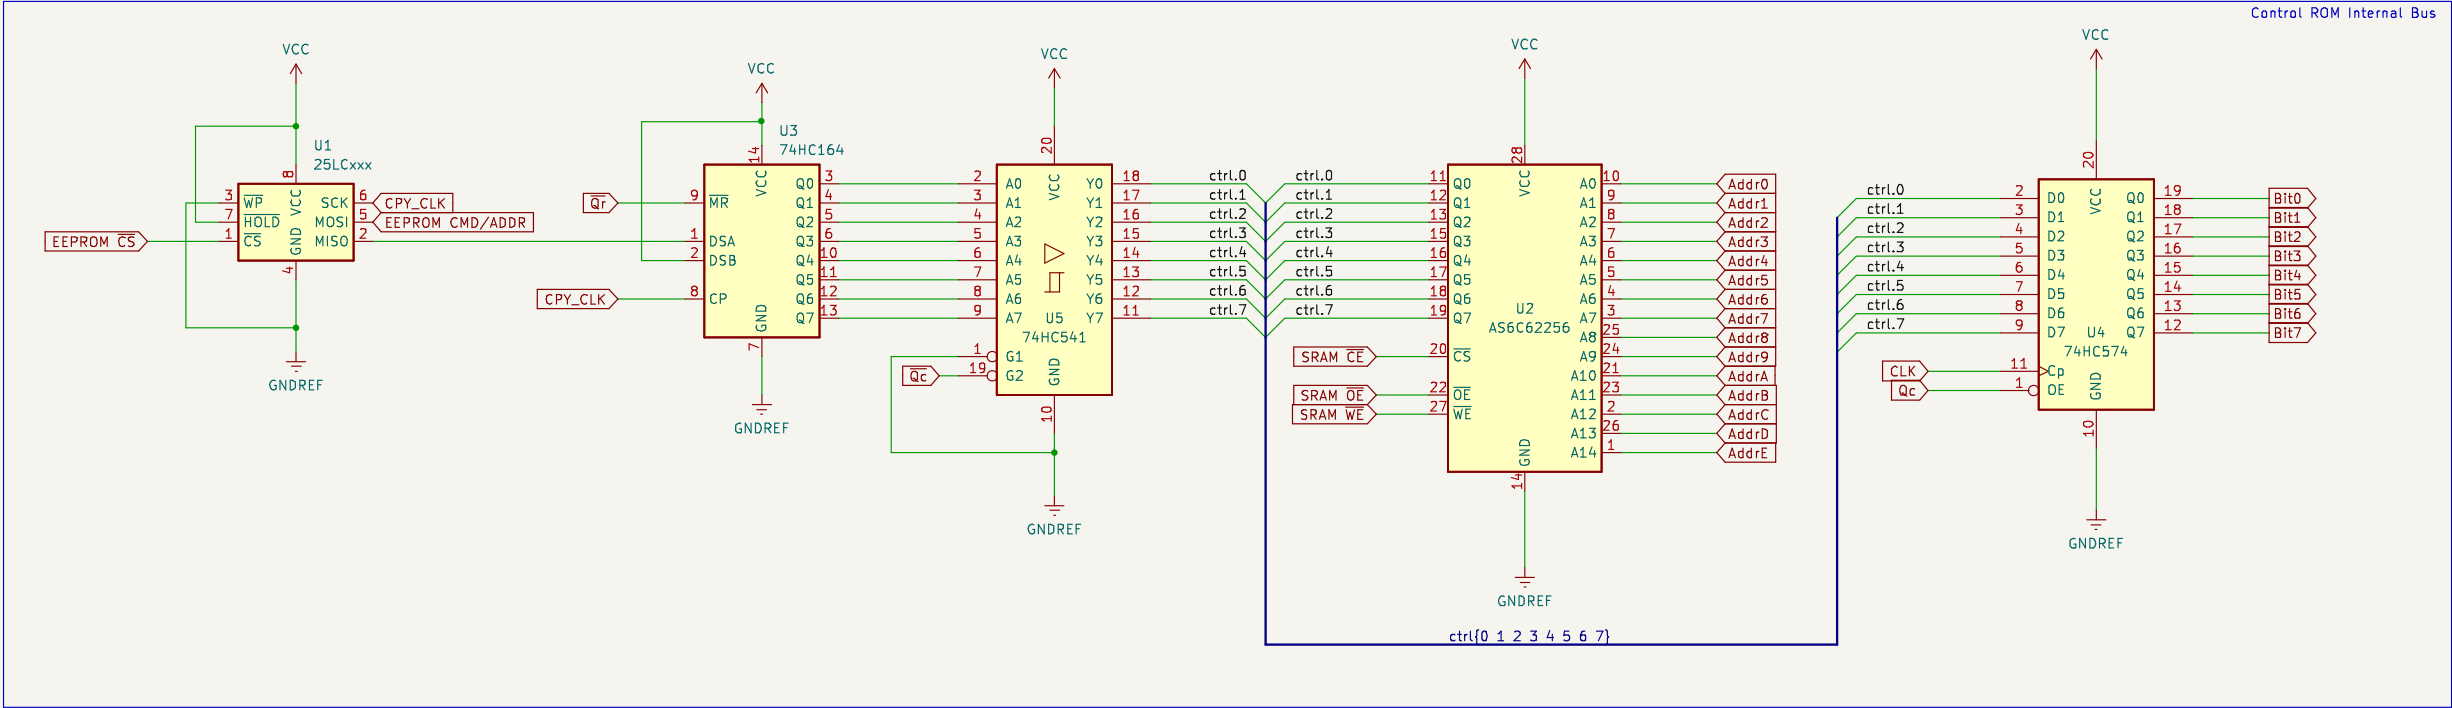 Control ROM Internal Bus
VCC
U1
25LCxxx
8
3
WP
VCC
SCK
6
CPY_CLK
7
HOLD
MOSI
5
EEPROM CMD/ADDR
EEPROM CS
1
CS
GND
MISO
2
4
GNDREF
VCC
U3
74HC164
14
VCC
Qr
9
MR
1
DSA
2
DSB
CPY_CLK
8
CP
GND
7
GNDREF
Q0
3
Q1
4
Q2
5
Q3
6
Q4
10
Q5
11
Q6
12
Q7
13
VCC
20
VCC
2
A0
Y0
18
3
A1
Y1
17
4
A2
Y2
16
5
A3
Y3
15
6
A4
Y4
14
7
A5
Y5
13
8
A6
Y6
12
9
A7
Y7
11
U5
74HC541
1
G1
Qc
19
G2
GND
10
GNDREF
ctrl.0
ctrl.1
ctrl.2
ctrl.3
ctrl.4
ctrl.5
ctrl.6
ctrl.7
ctrl.0
ctrl.1
ctrl.2
ctrl.3
ctrl.4
ctrl.5
ctrl.6
ctrl.7
VCC
28
VCC
11
Q0
12
Q1
13
Q2
15
Q3
16
Q4
17
Q5
18
Q6
19
Q7
U2
AS6C62256
SRAM CE
20
CS
SRAM OE
22
OE
SRAM WE
27
WE
GND
14
GNDREF
A0
10
Addr0
A1
9
Addr1
A2
8
Addr2
A3
7
Addr3
A4
6
Addr4
A5
5
Addr5
A6
4
Addr6
A7
3
Addr7
A8
25
Addr8
A9
24
Addr9
A10
21
AddrA
A11
23
AddrB
A12
2
AddrC
A13
26
AddrD
A14
1
AddrE
ctrl{0 1 2 3 4 5 6 7}
ctrl.0
ctrl.1
ctrl.2
ctrl.3
ctrl.4
ctrl.5
ctrl.6
ctrl.7
VCC
20
VCC
2
D0
Q0
19
Bit0
3
D1
Q1
18
Bit1
4
D2
Q2
17
Bit2
5
D3
Q3
16
Bit3
6
D4
Q4
15
Bit4
7
D5
Q5
14
Bit5
8
D6
Q6
13
Bit6
9
D7
Q7
12
Bit7
U4
74HC574
CLK
11
Cp
Qc
1
OE
GND
10
GNDREF